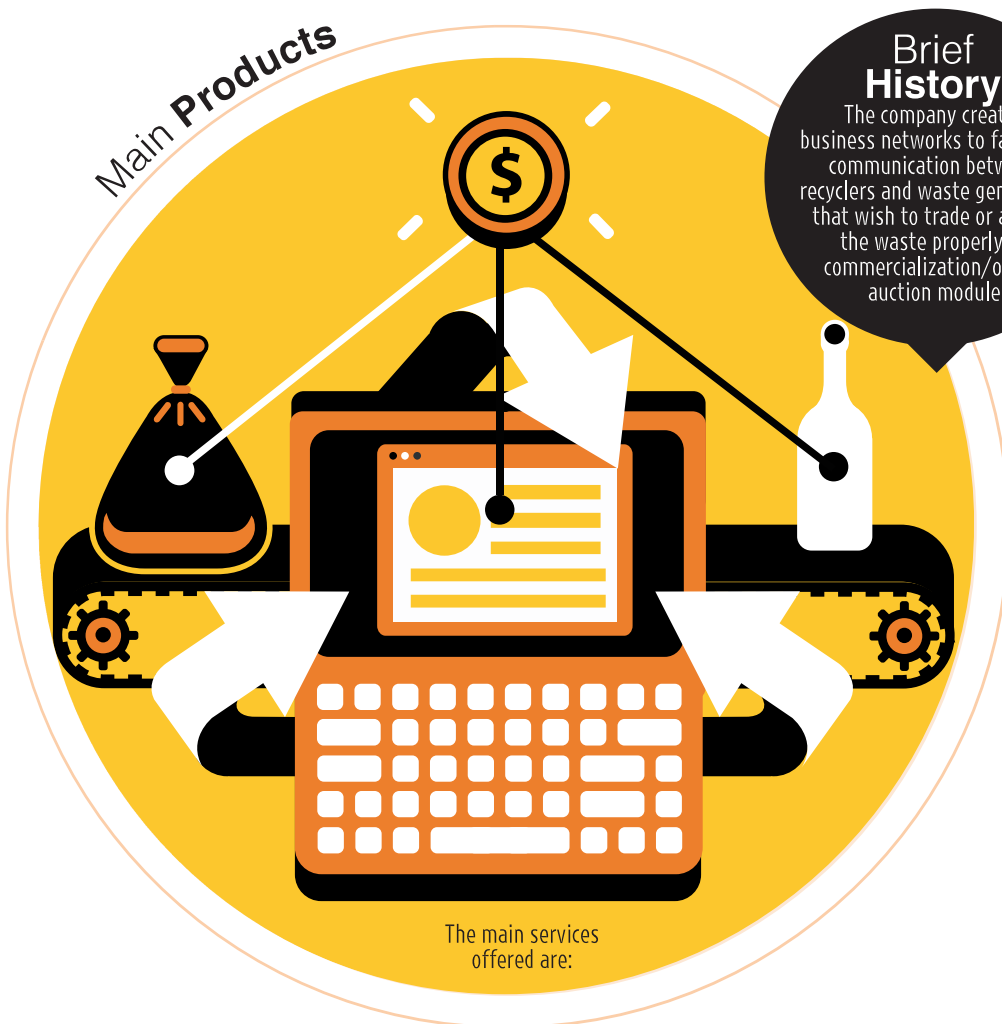 Main Products
Brief
History
The company creat
business networks to fa
communication betw
recyclers and waste gen
that wish to trade or a
the waste properly
commercialization/o
auction module
$
The main services
offered are: